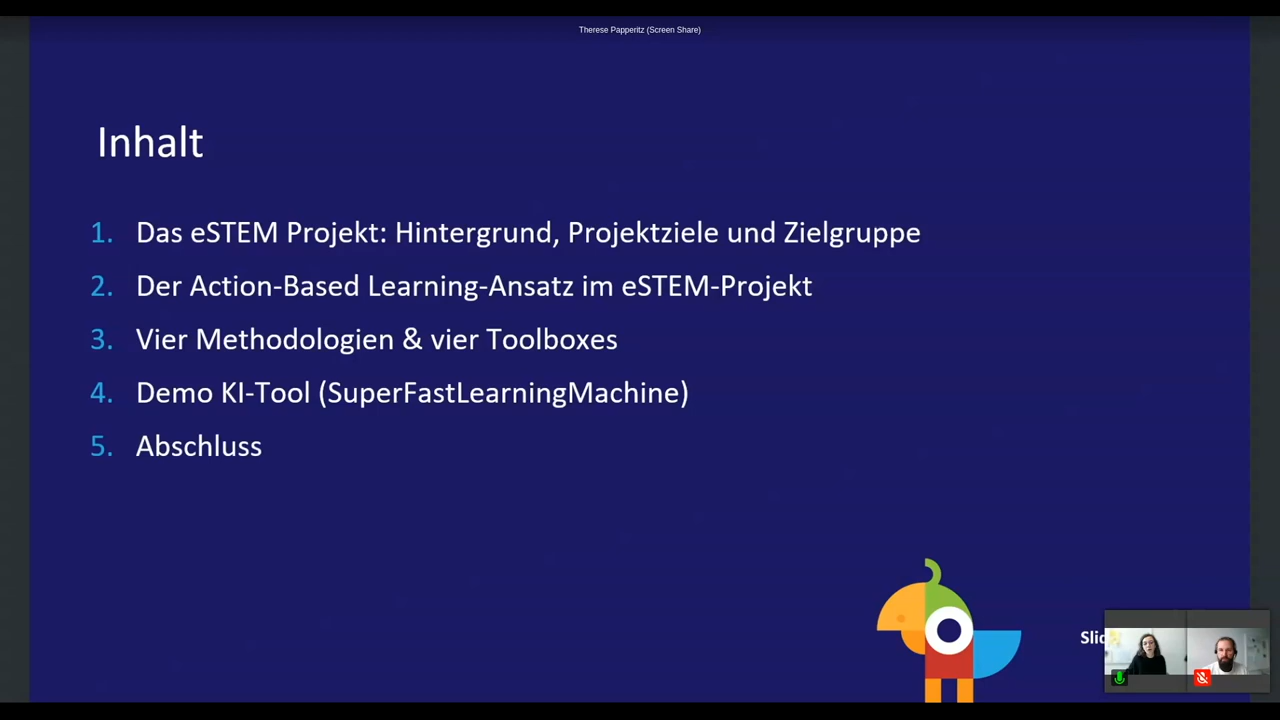 Therese Papperitz (Screen Share)
Inhalt
1. Das eSTEM Projekt: Hintergrund, Projektziele und Zielgruppe
2. Der Action-Based Learning-Ansatz im eSTEM-Projekt
3. Vier Methodologien & vier Toolboxes
4. Demo KI-Tool (SuperFastLearningMachine)
5. Abschluss